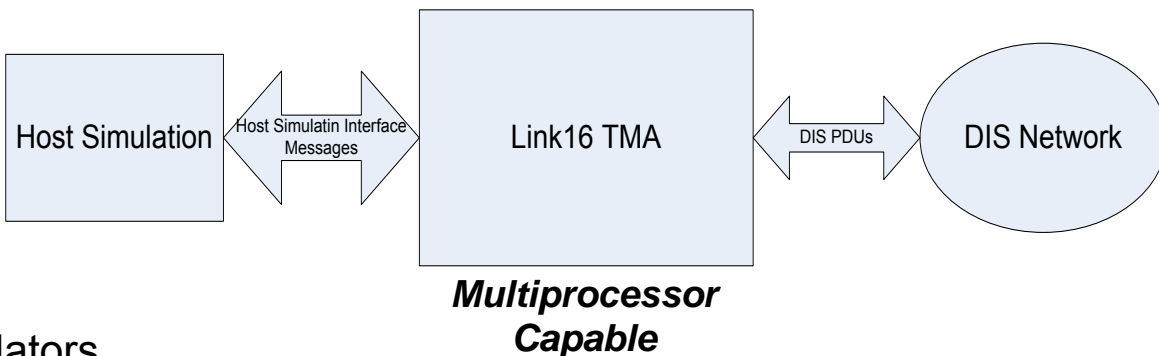 Host Simulation
Host Simulatin Interface
Messages
Link16 TMA
DIS PDUs
DIS Network
Multiprocessor
Capable